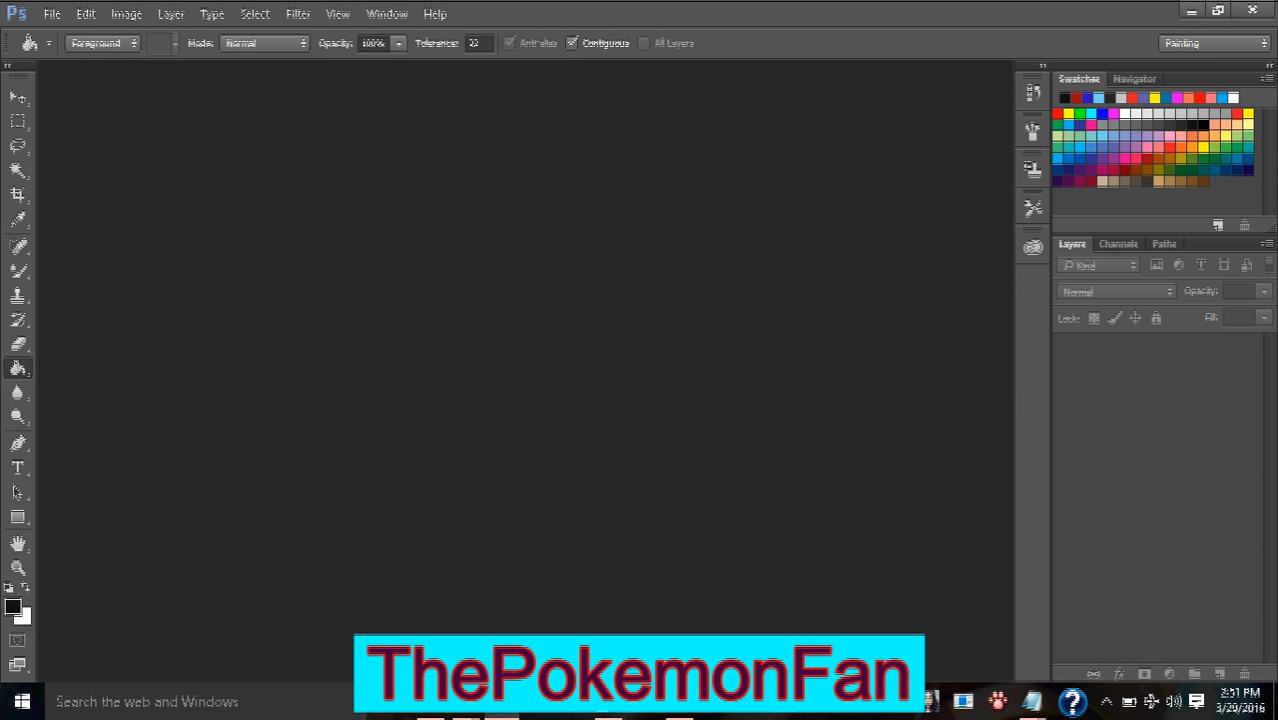 Ps File Edit Image Layer Type Select Filter View Window Help
Foreground Mode: Normal Opacity: 100% Tolerance: Anti-alias Contiguous All Layers Painting
Swatches Navigator
Layers Channels Paths
Kind
Normal Opacity:
Lock: Fill:
T
ThePokemonFan
Search the web and Windows
3:51 PM
3/29/2016